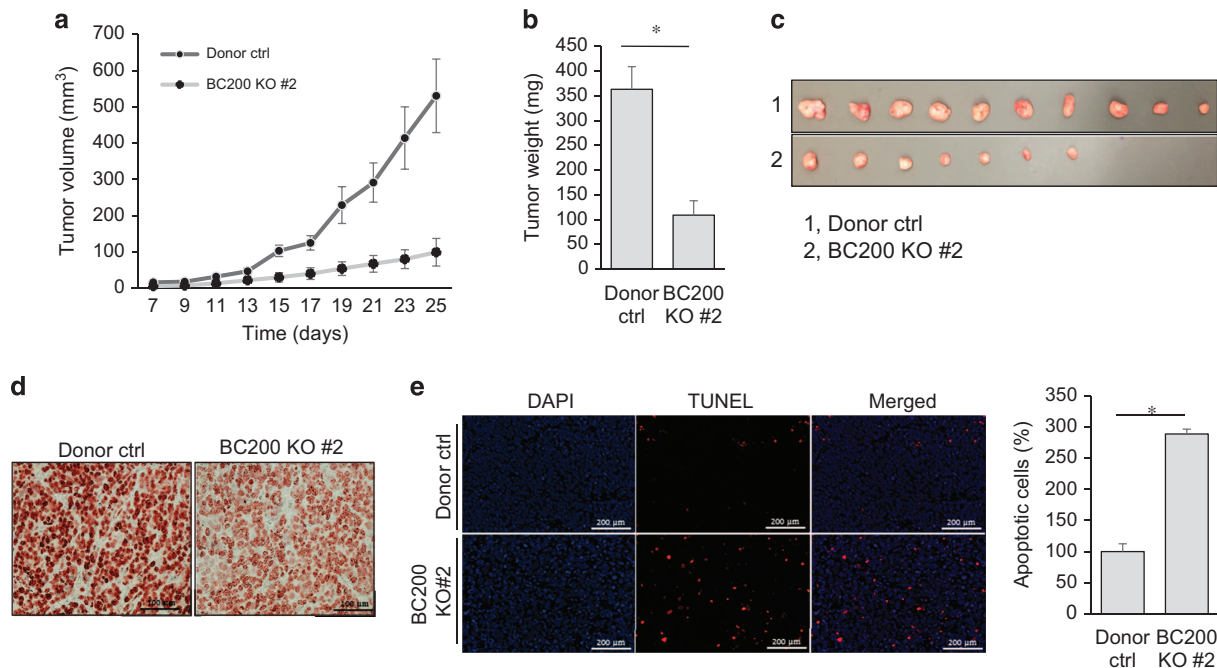 a
700
600
500
400
300
200
100
0
Tumor volume (mm³)
Donor ctrl
BC200 KO #2
7 9 11 13 15 17 19 21 23 25
Time (days)
b
450
400
350
300
250
200
150
100
50
0
Tumor weight (mg)
*
Donor
ctrl
BC200
KO #2
c
1
2
1, Donor ctrl
2, BC200 KO #2
d
Donor ctrl
BC200 KO #2
100 µm
100 µm
e
DAPI
TUNEL
Merged
Donor ctrl
200 µm
200 µm
200 µm
BC200
KO#2
200 µm
200 µm
200 µm
350
300
250
200
150
100
50
0
Apoptotic cells (%)
*
Donor
ctrl
BC200
KO #2